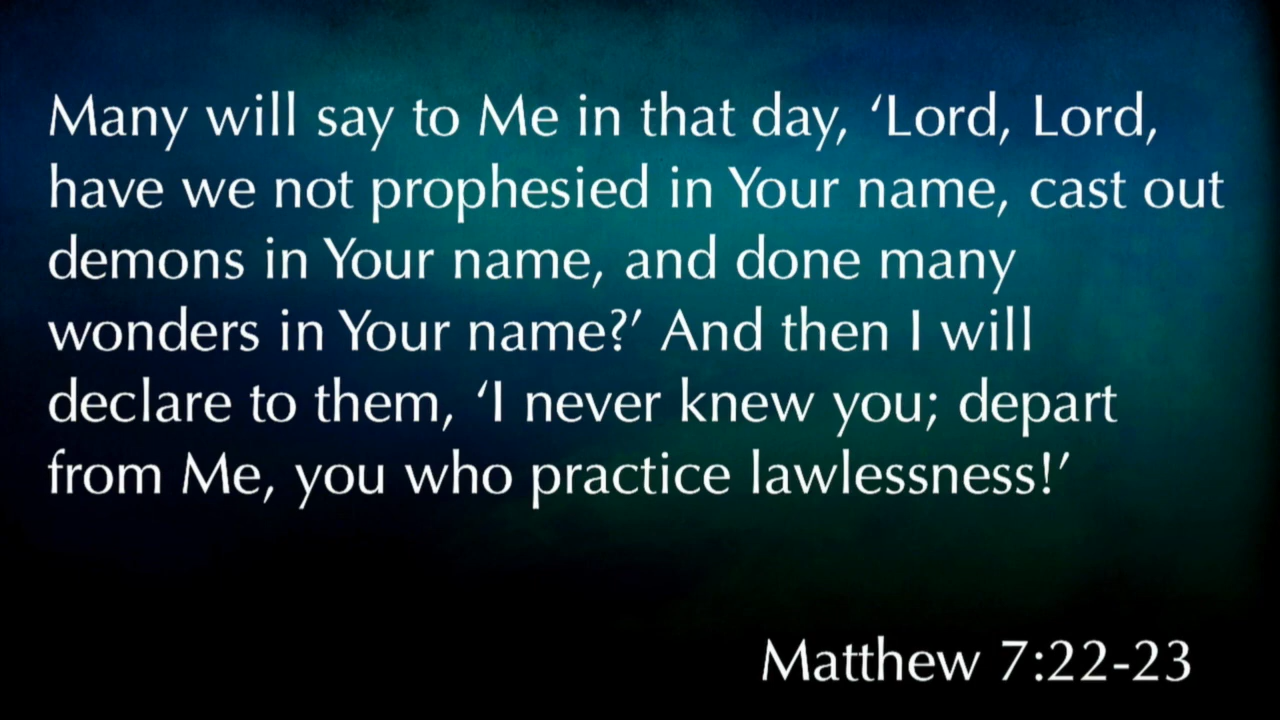 Many will say to Me in that day, ‘Lord, Lord,
have we not prophesied in Your name, cast out
demons in Your name, and done many
wonders in Your name?’ And then I will
declare to them, ‘I never knew you; depart
from Me, you who practice lawlessness!’
Matthew 7:22-23